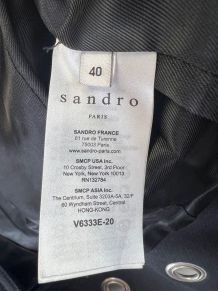 40
sandro
PARIS
SANDRO FRANCE
61 rue de Turenne
75003 Paris
www.sandro-paris.com
SMCP USA Inc.
10 Crosby Street, 3rd Floor
New York, New York 10013
RN132784
SMCP ASIA Inc.
The Centrium, Suite 3203A-5A, 32/F
60 Wyndham Street, Central
HONG-KONG
V6333E-20